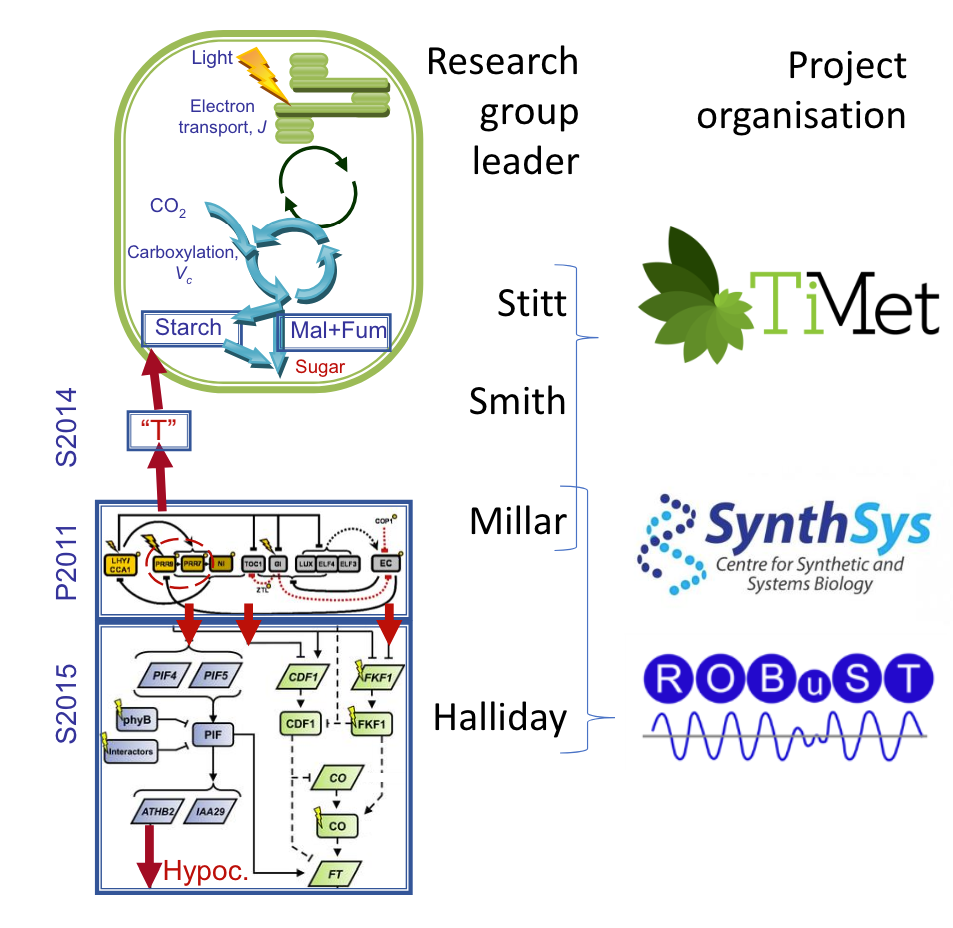 Research
group
leader
Project
organisation
Light
Electron
transport, J
CO2
Carboxylation,
Vc
Starch
Mal+Fum
Sugar
S2014
"T"
P2011
LHY/
CCA1
PRR9
PRR7
NI
TOC1
GI
ZTL
LUX
ELF4
ELF3
EC
COP1
S2015
PIF4
PIF5
CDF1
FKF1
phyB
Interactors
PIF
CDF1
FKF1
CO
CO
ATHB2
IAA29
FT
Hypoc.
Stitt
Smith
Millar
Halliday
TiMet
SynthSys
Centre for Synthetic and
Systems Biology
ROBuST